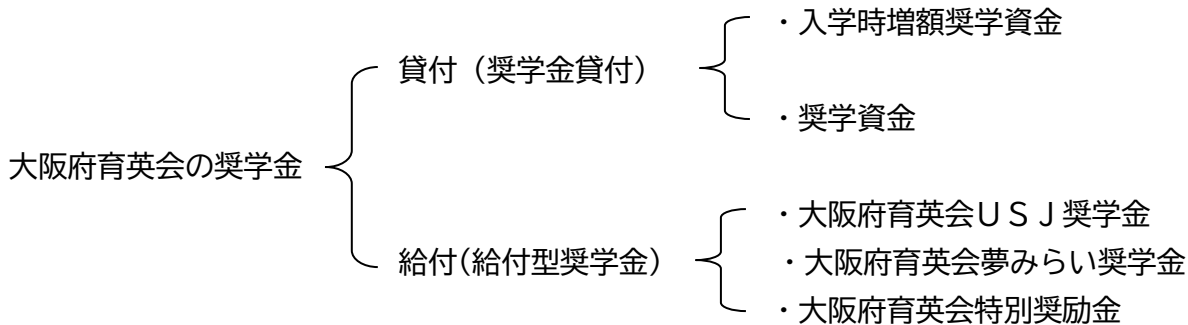 ・入学時増額奨学資金
貸付（奨学金貸付）
・奨学資金
大阪府育英会の奨学金
・大阪府育英会ＵＳＪ奨学金
給付(給付型奨学金)
・大阪府育英会夢みらい奨学金
・大阪府育英会特別奨励金